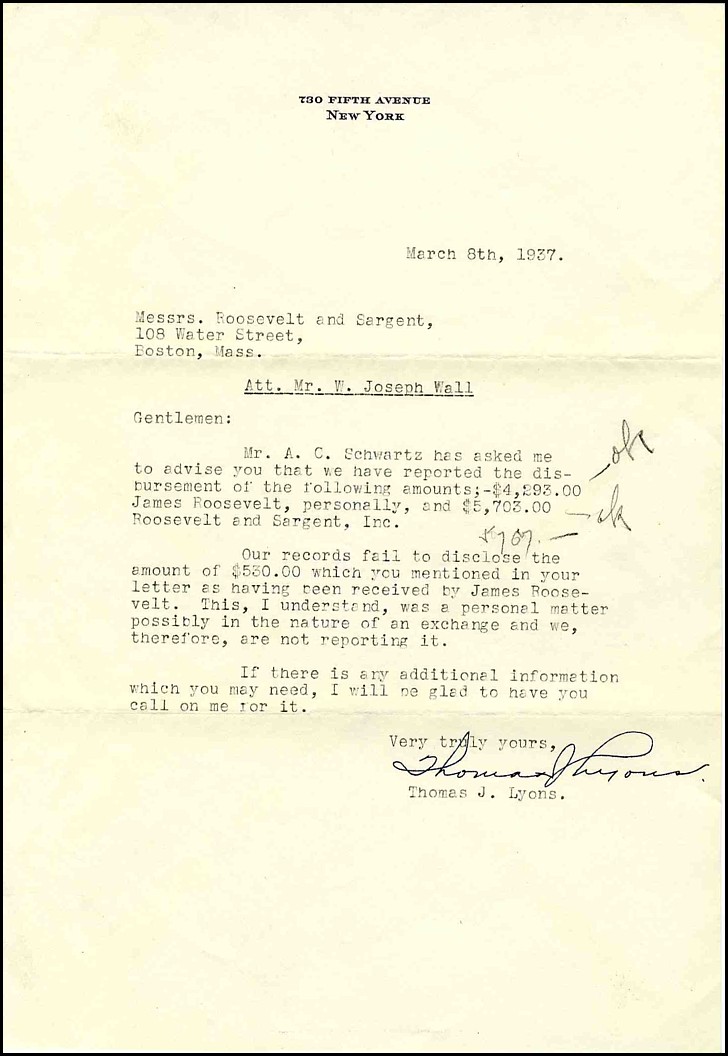 730 FIFTH AVENUE
NEW YORK
March 8th, 1937.
Messrs. Roosevelt and Sargent,
108 Water Street,
Boston, Mass.
Att. Mr. W. Joseph Wall
Gentlemen:
Mr. A. C. Schwartz has asked me
to advise you that we have reported the dis-
bursement of the following amounts;-$4,293.00
James Roosevelt, personally, and $5,703.00
Roosevelt and Sargent, Inc.
ok
ok
Our records fail to disclose the
amount of $530.00 which you mentioned in your
letter as having been received by James Roose-
velt. This, I understand, was a personal matter
possibly in the nature of an exchange and we,
therefore, are not reporting it.
If there is any additional information
which you may need, I will be glad to have you
call on me for it.
Very truly yours,
Thomas J Lyons.
Thomas J. Lyons.